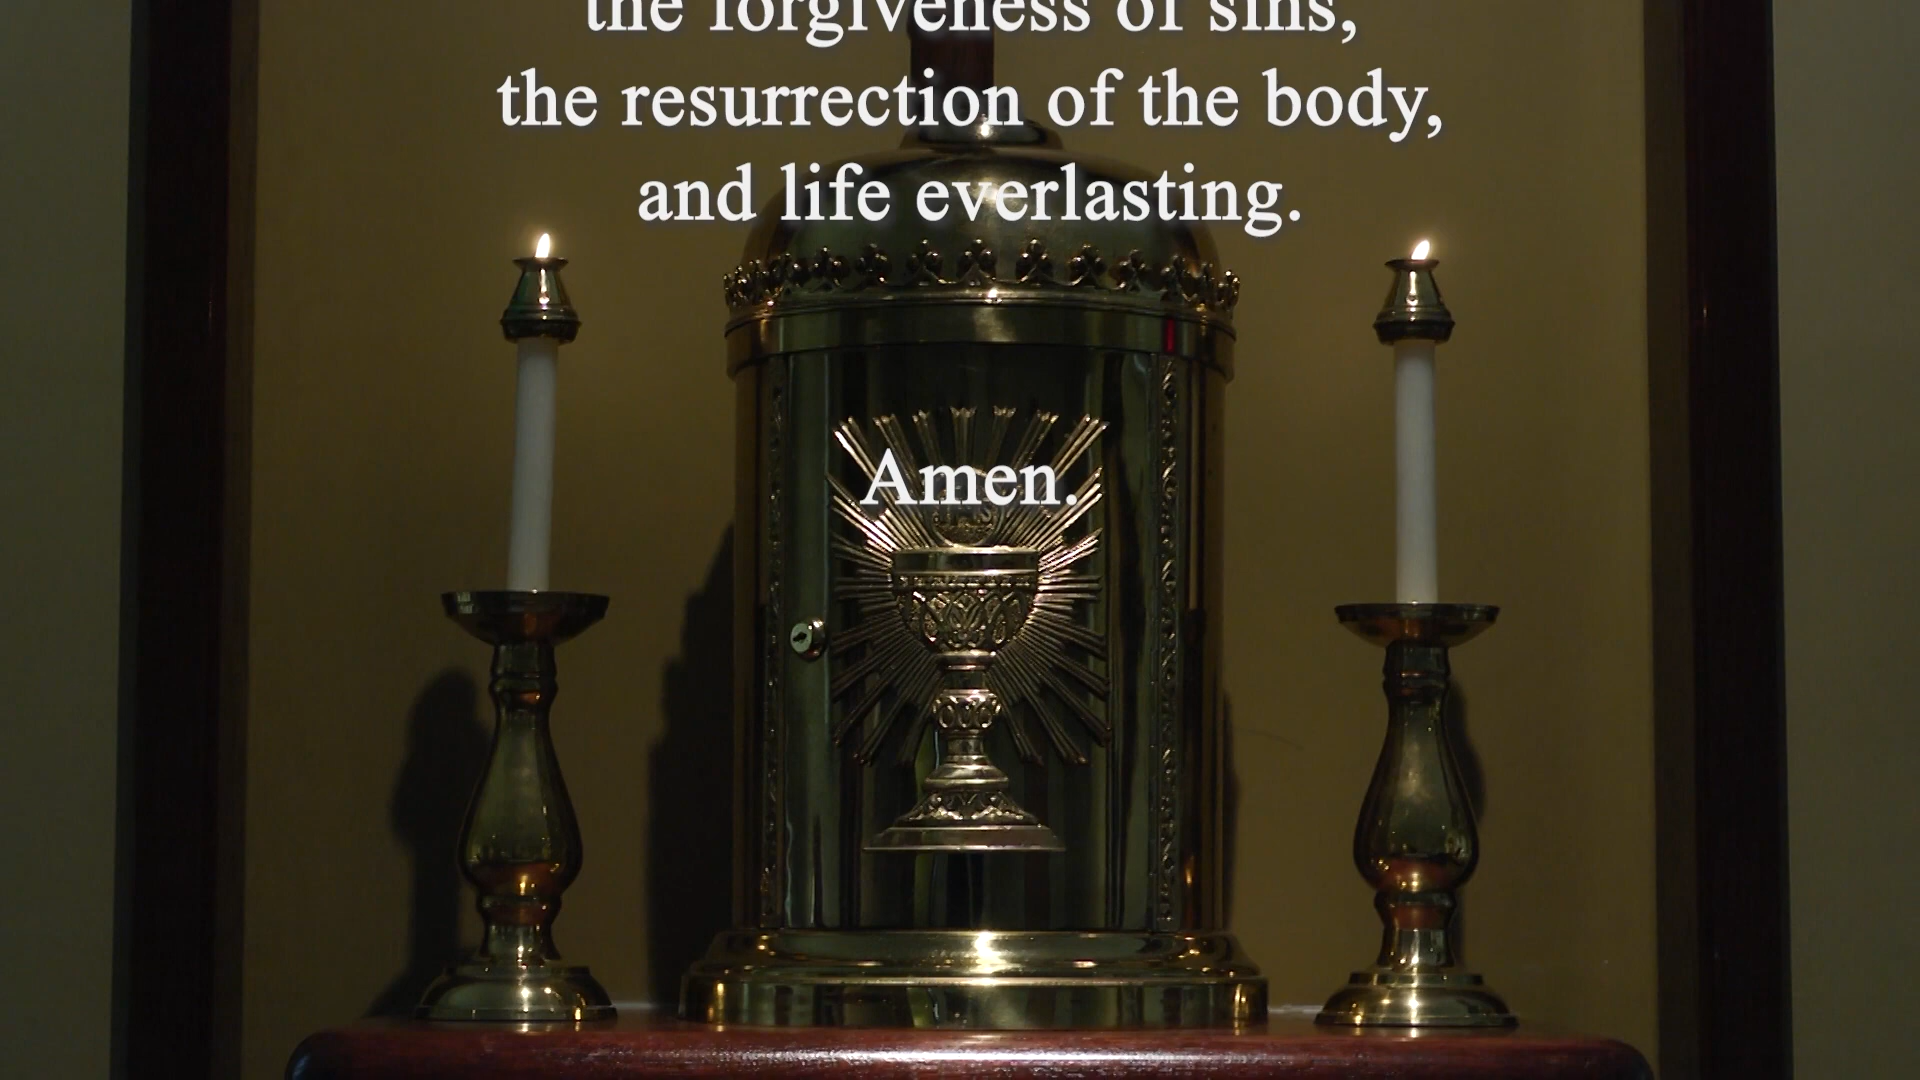 the forgiveness of sins,
the resurrection of the body,
and life everlasting.
Amen.